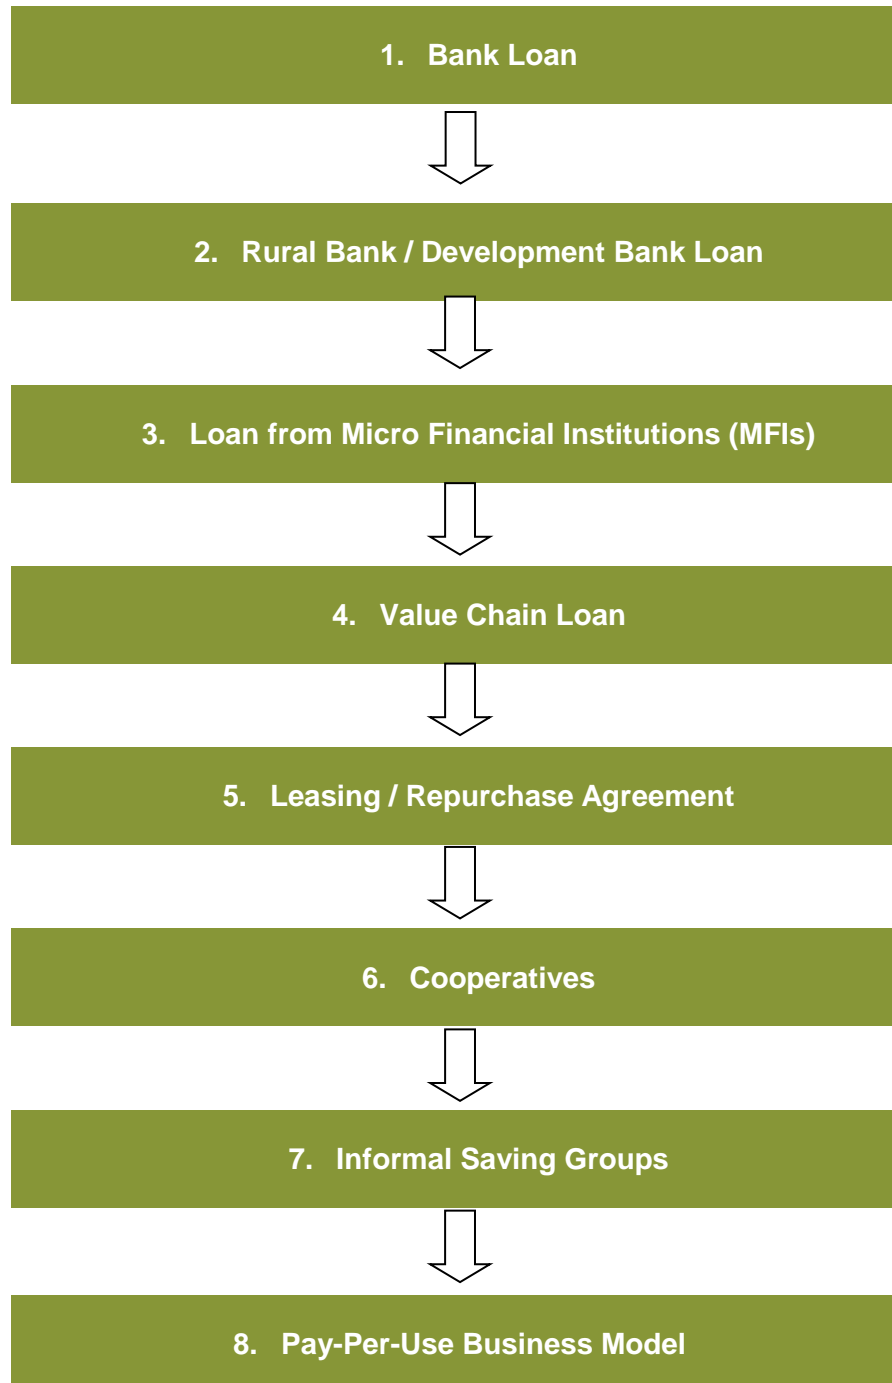 1. Bank Loan
2. Rural Bank / Development Bank Loan
3. Loan from Micro Financial Institutions (MFIs)
4. Value Chain Loan
5. Leasing / Repurchase Agreement
6. Cooperatives
7. Informal Saving Groups
8. Pay-Per-Use Business Model